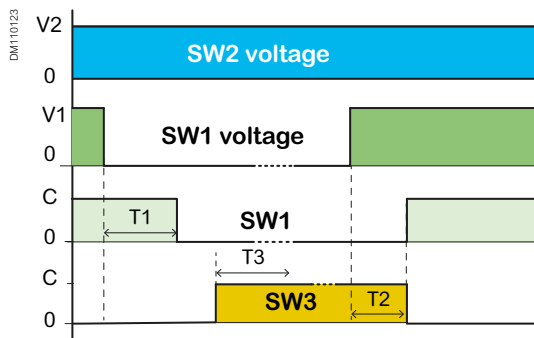 DM110123
V2
SW2 voltage
0
V1
SW1 voltage
0
C
T1
SW1
0
T3
C
SW3
T2
0